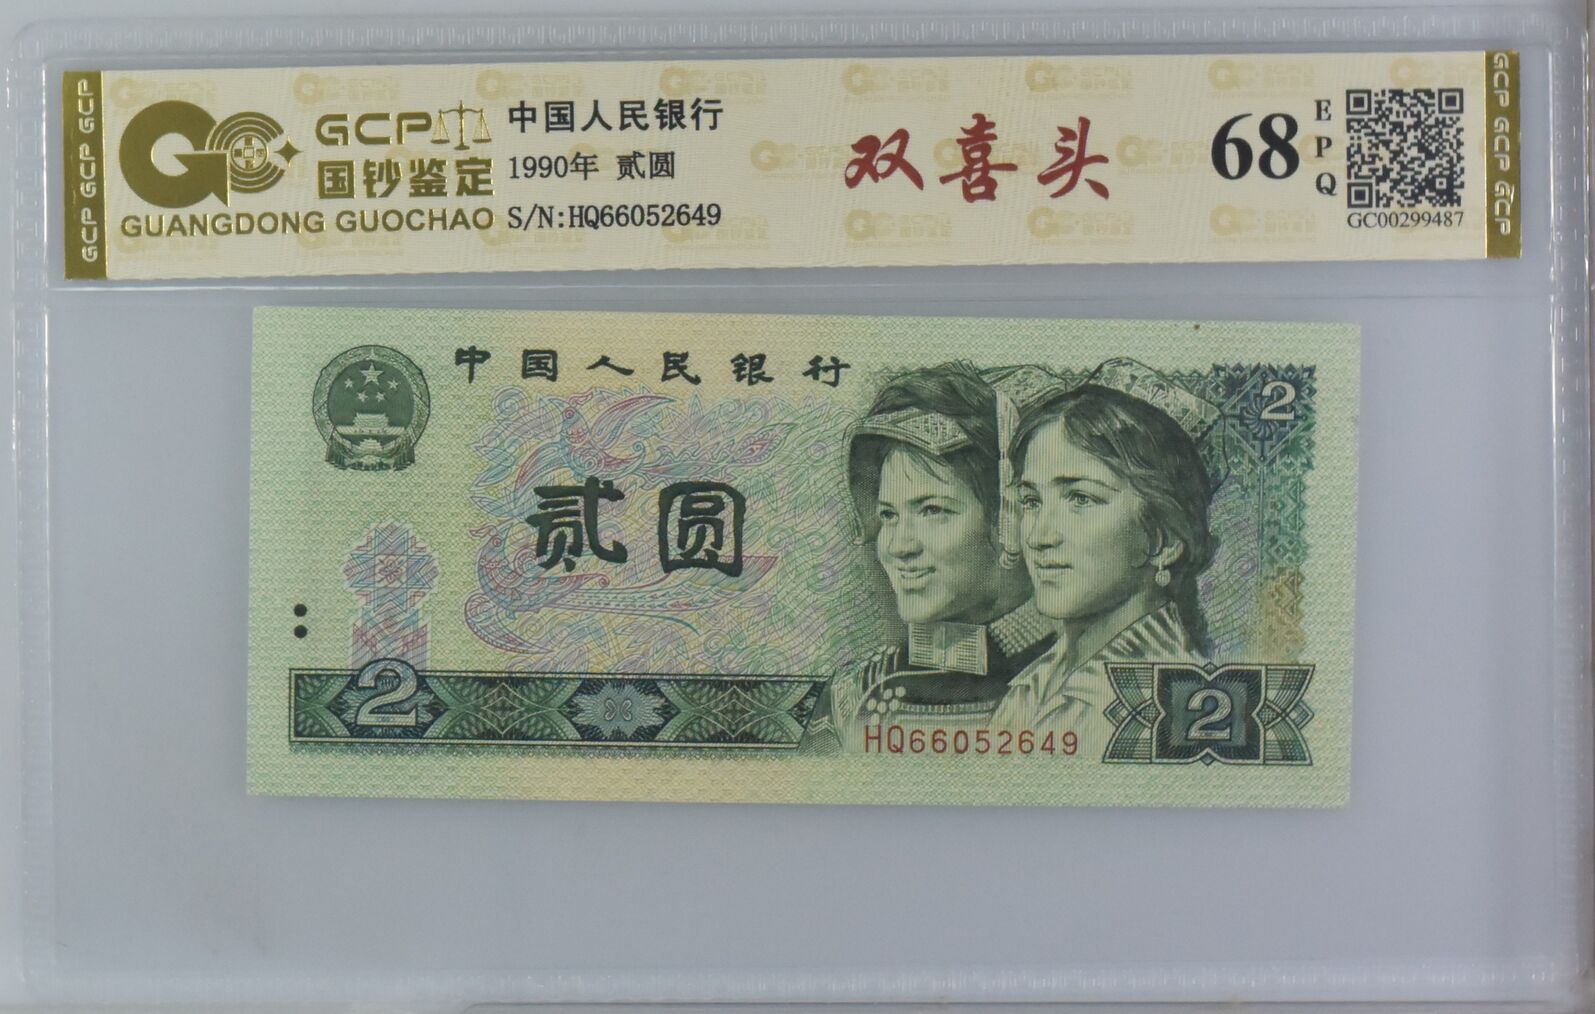 GCP
国钞鉴定
GUANGDONG GUOCHAO
中国人民银行
1990年 贰圆
S/N:HQ66052649
双喜头
68
EPQ
GC00299487
GCP GCP GCP
GCP GCP GCP
中国人民银行
2
贰圆
2
HQ66052649
2